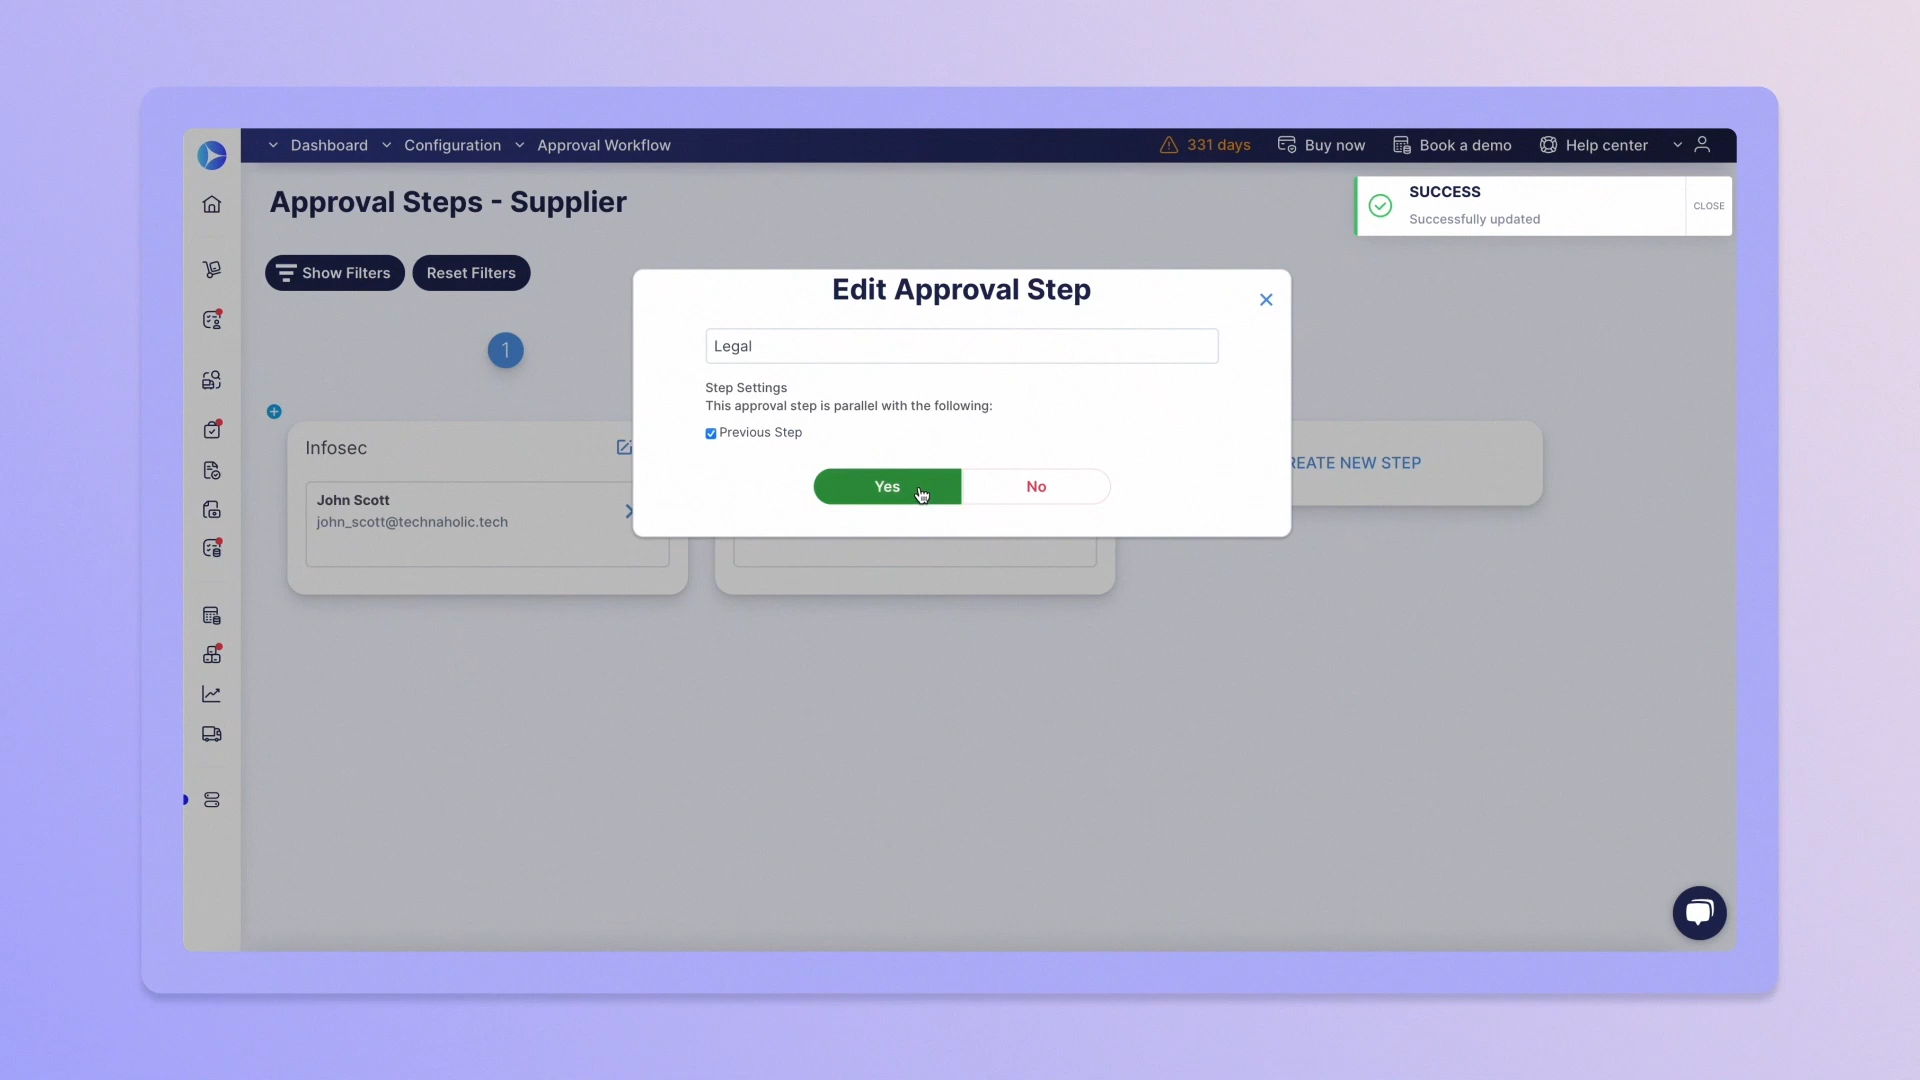 Dashboard Configuration Approval Workflow 331 days Buy now Book a demo Help center
Approval Steps - Supplier
SUCCESS
Successfully updated
CLOSE
Show Filters Reset Filters
1
Edit Approval Step
Legal
Step Settings
This approval step is parallel with the following:
Previous Step
Yes No
Infosec
John Scott
john_scott@technaholic.tech
REATE NEW STEP